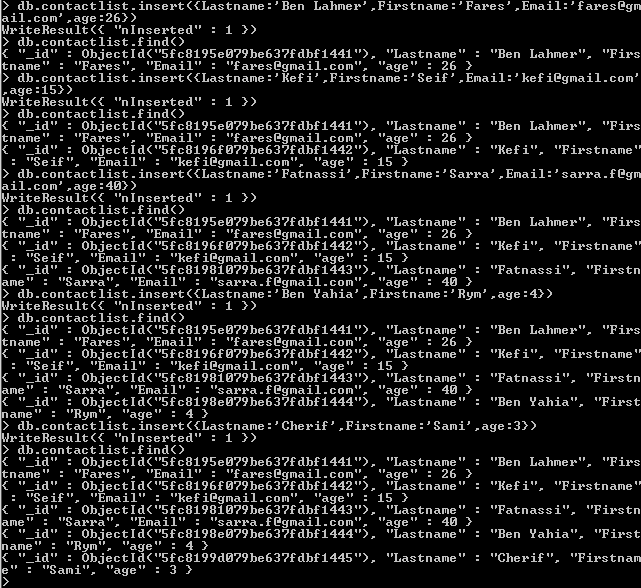 > db.contactlist.insert({Lastname:'Ben Lahmer',Firstname:'Fares',Email:'fares@gm
ail.com',age:26})
WriteResult({ "nInserted" : 1 })
> db.contactlist.find()
{ "_id" : ObjectId("5fc8195e079be637fdbf1441"), "Lastname" : "Ben Lahmer", "Firs
tname" : "Fares", "Email" : "fares@gmail.com", "age" : 26 }
> db.contactlist.insert({Lastname:'Kefi',Firstname:'Seif',Email:'kefi@gmail.com'
,age:15})
WriteResult({ "nInserted" : 1 })
> db.contactlist.find()
{ "_id" : ObjectId("5fc8195e079be637fdbf1441"), "Lastname" : "Ben Lahmer", "Firs
tname" : "Fares", "Email" : "fares@gmail.com", "age" : 26 }
{ "_id" : ObjectId("5fc8196f079be637fdbf1442"), "Lastname" : "Kefi", "Firstname"
 : "Seif", "Email" : "kefi@gmail.com", "age" : 15 }
> db.contactlist.insert({Lastname:'Fatnassi',Firstname:'Sarra',Email:'sarra.f@gm
ail.com',age:40})
WriteResult({ "nInserted" : 1 })
> db.contactlist.find()
{ "_id" : ObjectId("5fc8195e079be637fdbf1441"), "Lastname" : "Ben Lahmer", "Firs
tname" : "Fares", "Email" : "fares@gmail.com", "age" : 26 }
{ "_id" : ObjectId("5fc8196f079be637fdbf1442"), "Lastname" : "Kefi", "Firstname"
 : "Seif", "Email" : "kefi@gmail.com", "age" : 15 }
{ "_id" : ObjectId("5fc81981079be637fdbf1443"), "Lastname" : "Fatnassi", "Firstn
ame" : "Sarra", "Email" : "sarra.f@gmail.com", "age" : 40 }
> db.contactlist.insert({Lastname:'Ben Yahia',Firstname:'Rym',age:4})
WriteResult({ "nInserted" : 1 })
> db.contactlist.find()
{ "_id" : ObjectId("5fc8195e079be637fdbf1441"), "Lastname" : "Ben Lahmer", "Firs
tname" : "Fares", "Email" : "fares@gmail.com", "age" : 26 }
{ "_id" : ObjectId("5fc8196f079be637fdbf1442"), "Lastname" : "Kefi", "Firstname"
 : "Seif", "Email" : "kefi@gmail.com", "age" : 15 }
{ "_id" : ObjectId("5fc81981079be637fdbf1443"), "Lastname" : "Fatnassi", "Firstn
ame" : "Sarra", "Email" : "sarra.f@gmail.com", "age" : 40 }
{ "_id" : ObjectId("5fc8198e079be637fdbf1444"), "Lastname" : "Ben Yahia", "First
name" : "Rym", "age" : 4 }
> db.contactlist.insert({Lastname:'Cherif',Firstname:'Sami',age:3})
WriteResult({ "nInserted" : 1 })
> db.contactlist.find()
{ "_id" : ObjectId("5fc8195e079be637fdbf1441"), "Lastname" : "Ben Lahmer", "Firs
tname" : "Fares", "Email" : "fares@gmail.com", "age" : 26 }
{ "_id" : ObjectId("5fc8196f079be637fdbf1442"), "Lastname" : "Kefi", "Firstname"
 : "Seif", "Email" : "kefi@gmail.com", "age" : 15 }
{ "_id" : ObjectId("5fc81981079be637fdbf1443"), "Lastname" : "Fatnassi", "Firstn
ame" : "Sarra", "Email" : "sarra.f@gmail.com", "age" : 40 }
{ "_id" : ObjectId("5fc8198e079be637fdbf1444"), "Lastname" : "Ben Yahia", "First
name" : "Rym", "age" : 4 }
{ "_id" : ObjectId("5fc8199d079be637fdbf1445"), "Lastname" : "Cherif", "Firstnam
e" : "Sami", "age" : 3 }
>